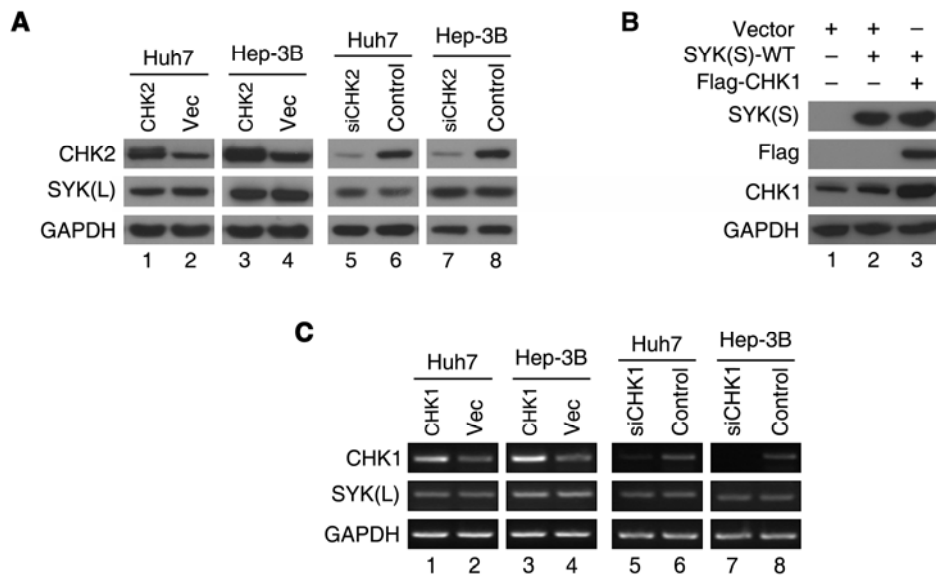 A
Huh7 Hep-3B Huh7 Hep-3B
CHK2 Vec CHK2 Vec siCHK2 Control siCHK2 Control
CHK2
SYK(L)
GAPDH
1 2 3 4 5 6 7 8
B
Vector + + –
SYK(S)-WT – + +
Flag-CHK1 – – +
SYK(S)
Flag
CHK1
GAPDH
1 2 3
C
Huh7 Hep-3B Huh7 Hep-3B
CHK1 Vec CHK1 Vec siCHK1 Control siCHK1 Control
CHK1
SYK(L)
GAPDH
1 2 3 4 5 6 7 8